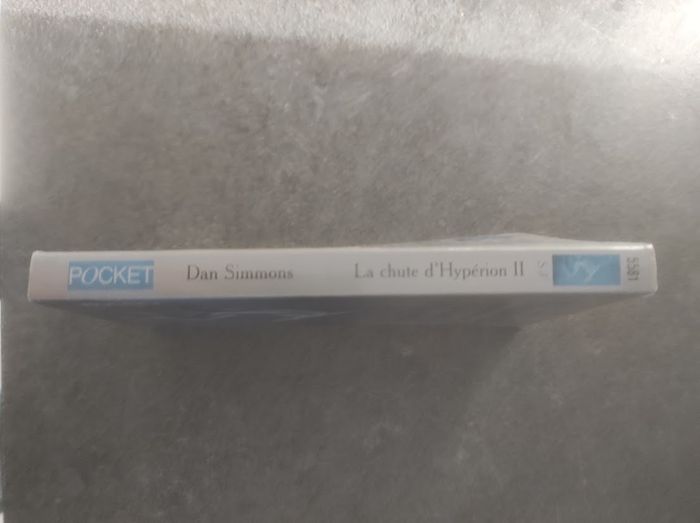 POCKET
Dan Simmons
La chute d'Hypérion II
S.F
5581